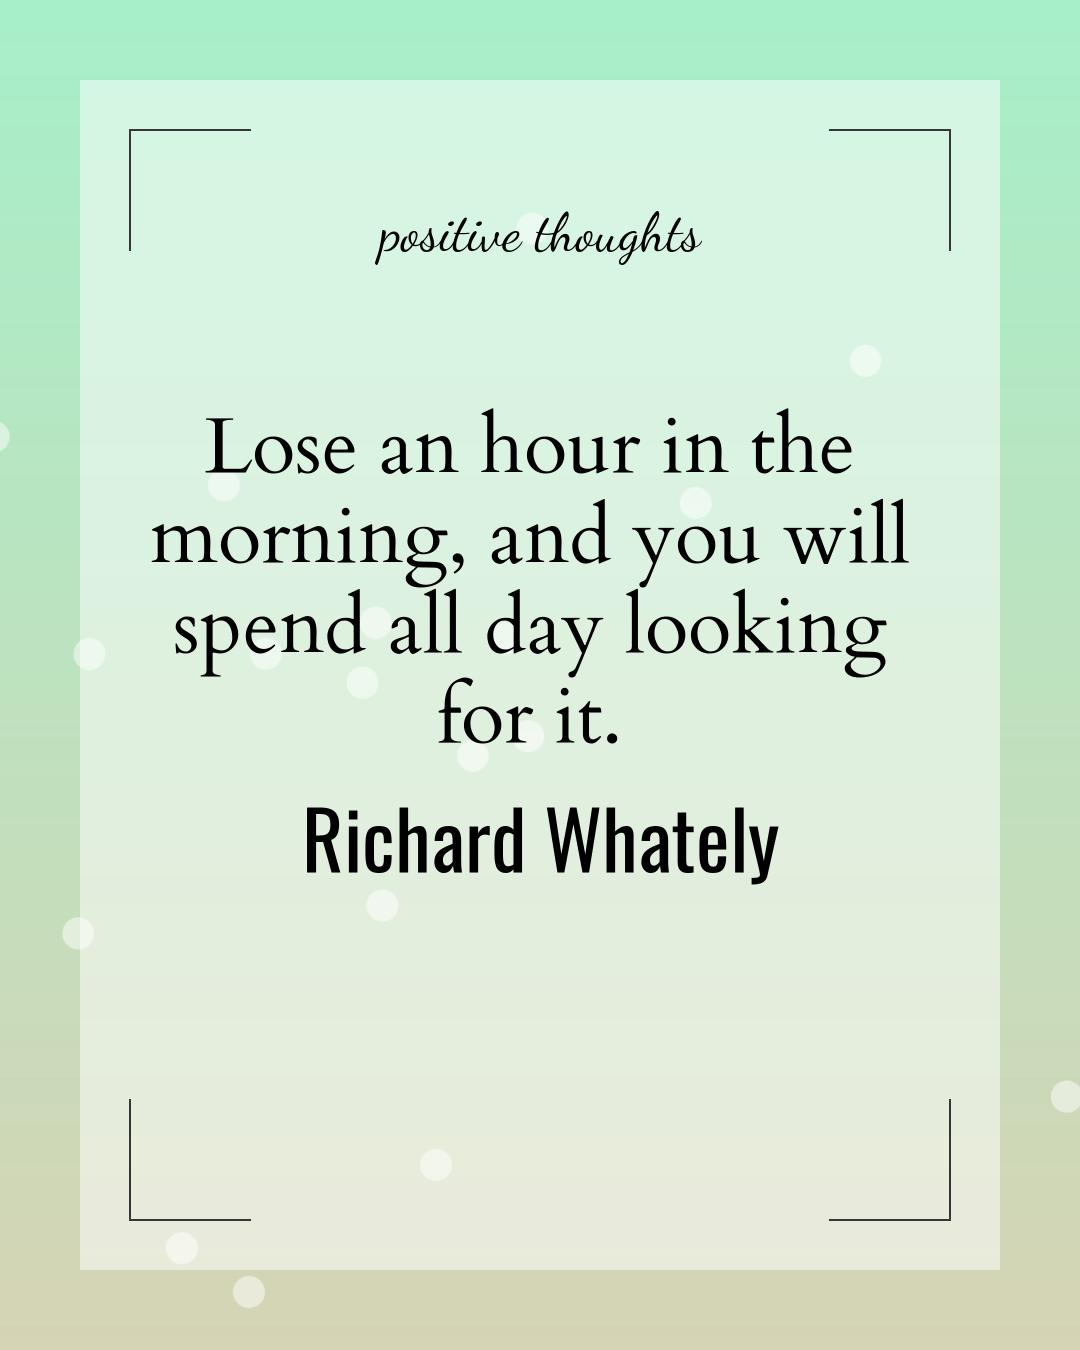 positive thoughts
Lose an hour in the
morning, and you will
spend all day looking
for it.
Richard Whately